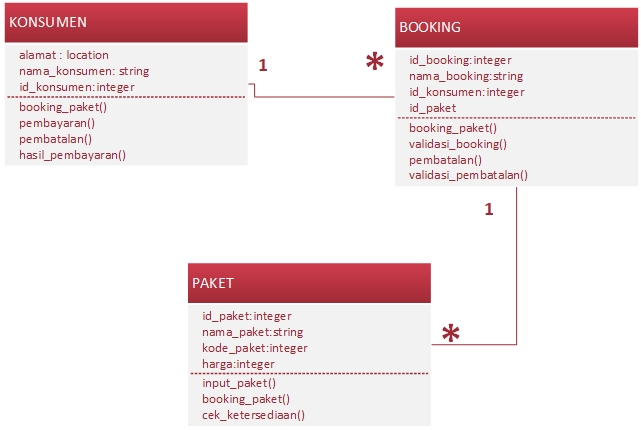 KONSUMEN
alamat : location
nama_konsumen: string
id_konsumen:integer
booking_paket()
pembayaran()
pembatalan()
hasil_pembayaran()
1
*
BOOKING
id_booking:integer
nama_booking:string
id_konsumen:integer
id_paket
booking_paket()
validasi_booking()
pembatalan()
validasi_pembatalan()
1
*
PAKET
id_paket:integer
nama_paket:string
kode_paket:integer
harga:integer
input_paket()
booking_paket()
cek_ketersediaan()